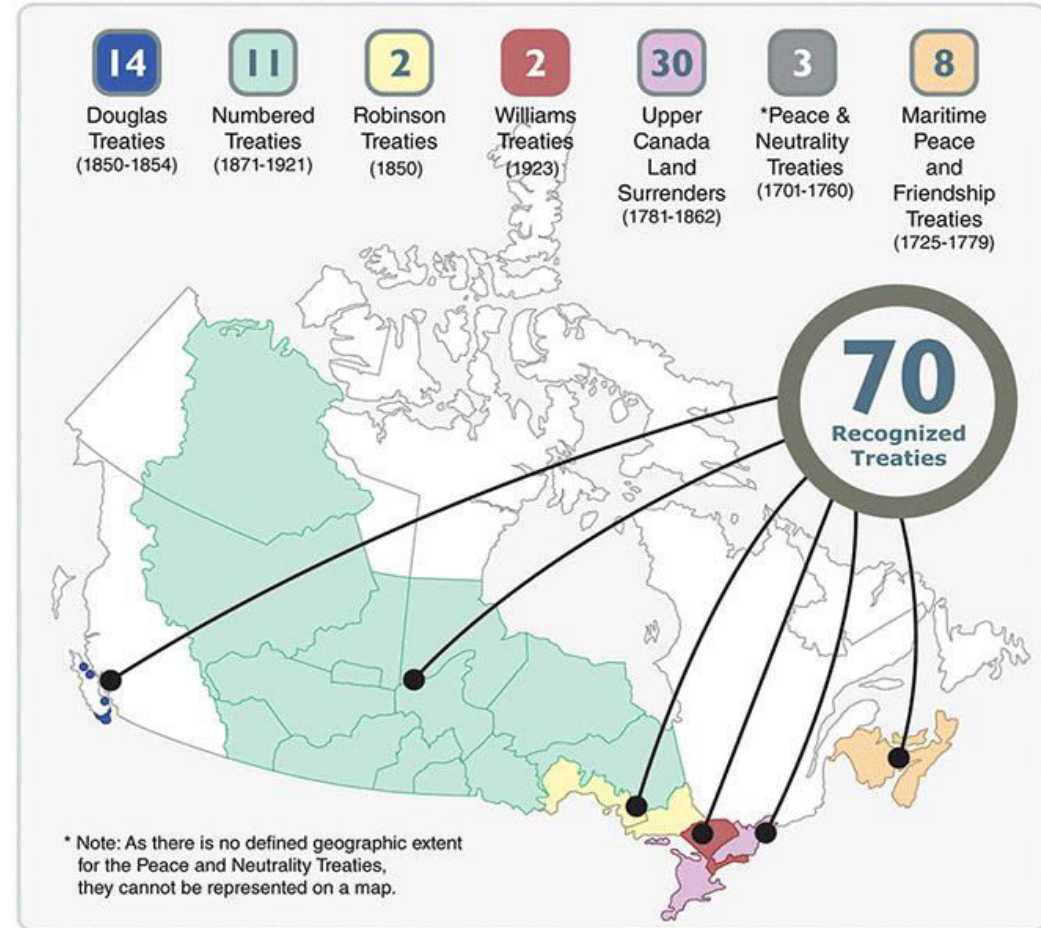 14
Douglas
Treaties
(1850-1854)
11
Numbered
Treaties
(1871-1921)
2
Robinson
Treaties
(1850)
2
Williams
Treaties
(1923)
30
Upper
Canada
Land
Surrenders
(1781-1862)
3
*Peace &
Neutrality
Treaties
(1701-1760)
8
Maritime
Peace
and
Friendship
Treaties
(1725-1779)
70
Recognized
Treaties
* Note: As there is no defined geographic extent
for the Peace and Neutrality Treaties,
they cannot be represented on a map.